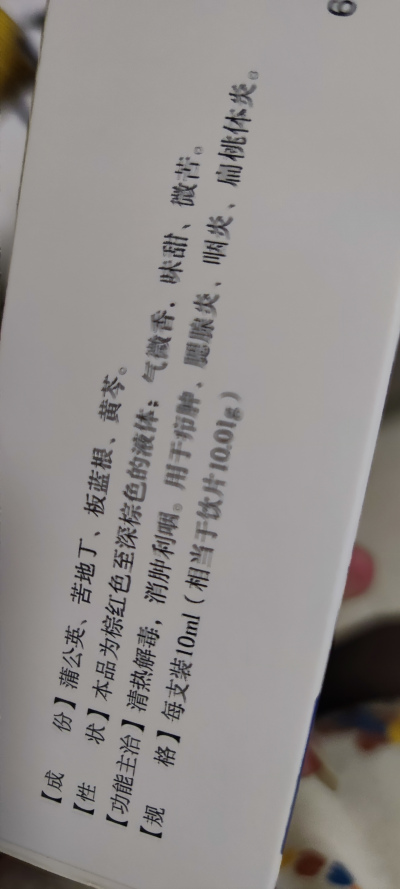 【成 份】蒲公英、苦地丁、板蓝根、黄芩。
【性 状】本品为棕红色至深棕色的液体；气微香，味甜、微苦。
【功能主治】清热解毒，消肿利咽。用于疖肿、腮腺炎、咽炎、扁桃体炎。
【规 格】每支装10ml（相当于饮片10.01g）
6